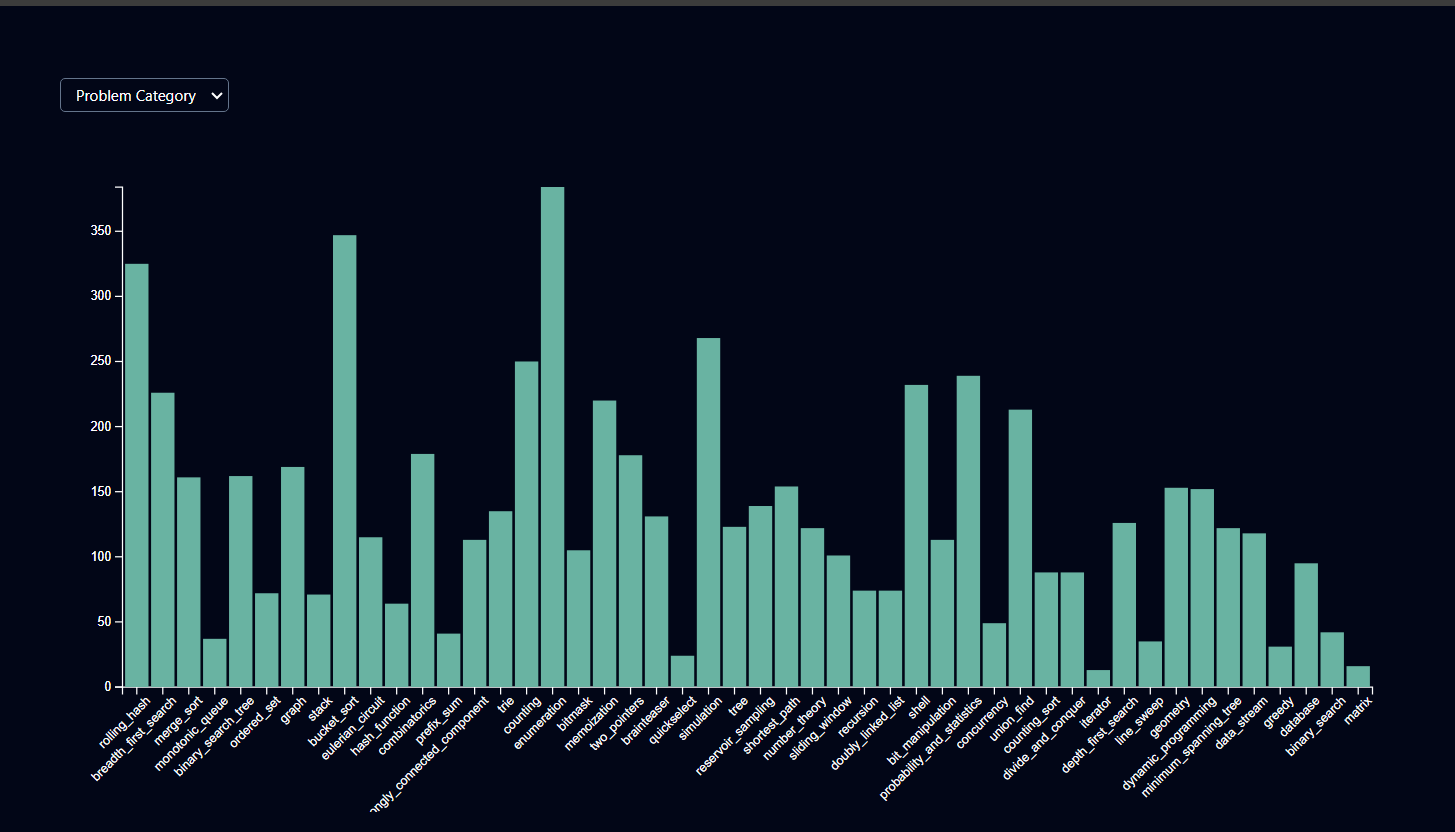 Problem Category
350
300
250
200
150
100
50
0
rolling_hash
breadth_first_search
merge_sort
monotonic_queue
binary_search_tree
ordered_set
graph
stack
bucket_sort
eulerian_circuit
hash_function
combinatorics
prefix_sum
ongly_connected_component
trie
counting
enumeration
bitmask
memoization
two_pointers
brainteaser
quickselect
simulation
tree
reservoir_sampling
shortest_path
number_theory
sliding_window
recursion
doubly_linked_list
shell
bit_manipulation
probability_and_statistics
concurrency
union_find
counting_sort
divide_and_conquer
iterator
depth_first_search
line_sweep
geometry
dynamic_programming
minimum_spanning_tree
data_stream
greedy
database
binary_search
matrix